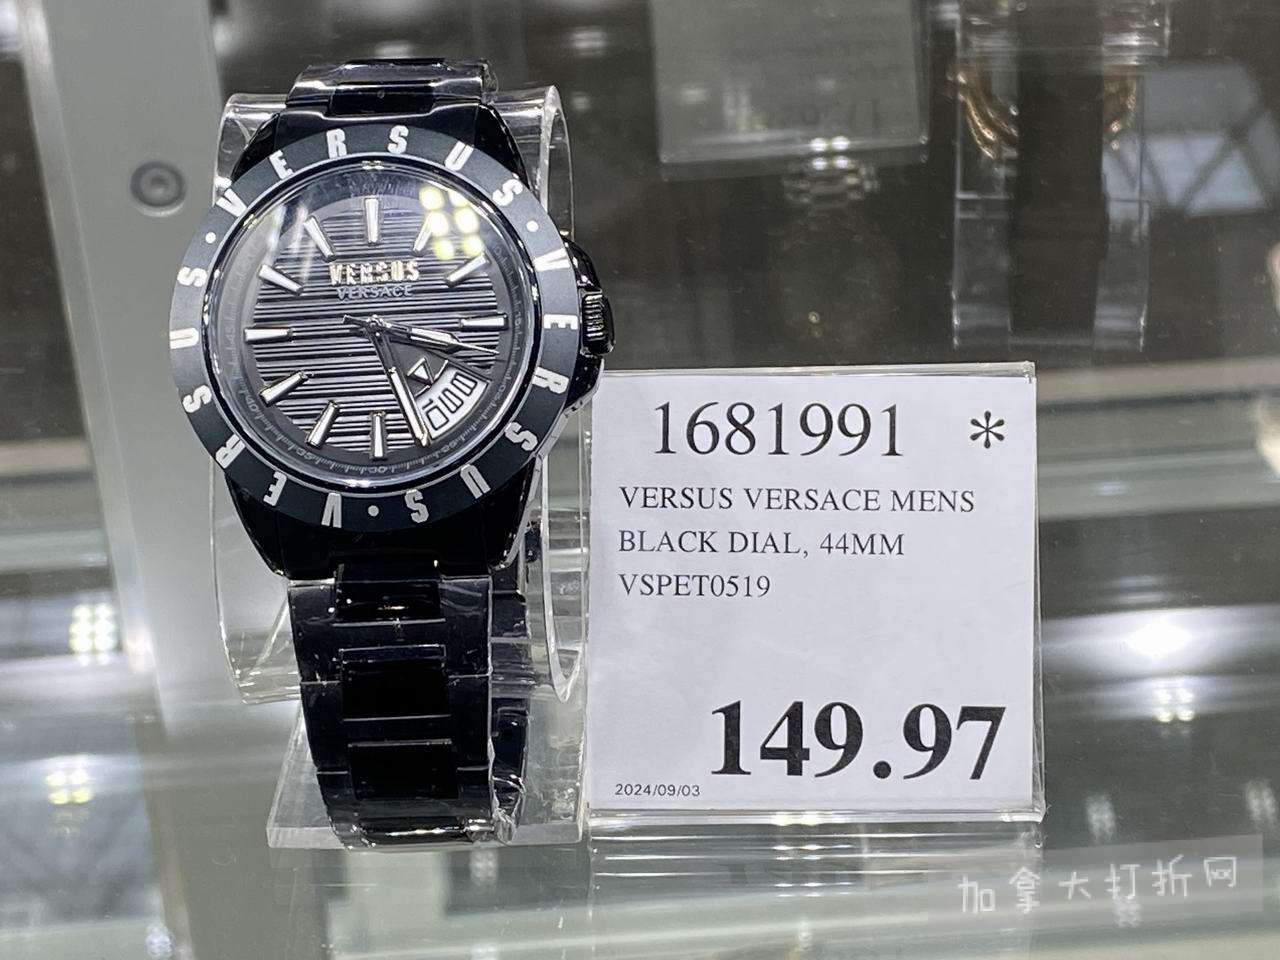 VERSUS · VERSUS · VERSUS
VERSUS
VERSACE
1681991 *
VERSUS VERSACE MENS
BLACK DIAL, 44MM
VSPET0519
149.97
2024/09/03
加拿大打折网